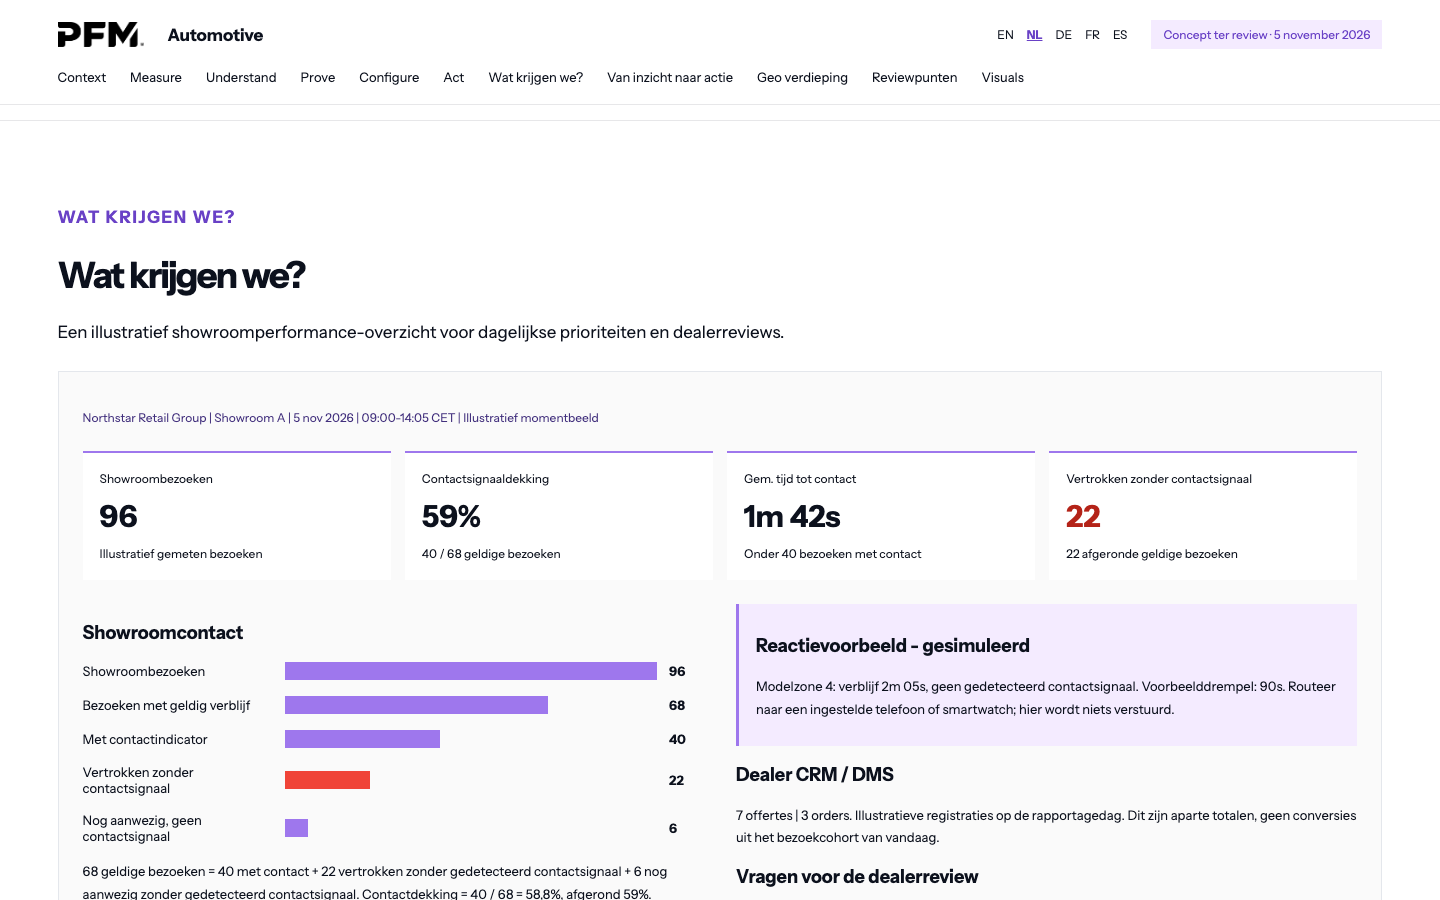 PFM.
Automotive
EN NL DE FR ES
Concept ter review · 5 november 2026
Context Measure Understand Prove Configure Act Wat krijgen we? Van inzicht naar actie Geo verdieping Reviewpunten Visuals
WAT KRIJGEN WE?
Wat krijgen we?
Een illustratief showroomperformance-overzicht voor dagelijkse prioriteiten en dealerreviews.
Northstar Retail Group | Showroom A | 5 nov 2026 | 09:00-14:05 CET | Illustratief momentbeeld
Showroombezoeken
96
Illustratief gemeten bezoeken
Contactsignaaldekking
59%
40 / 68 geldige bezoeken
Gem. tijd tot contact
1m 42s
Onder 40 bezoeken met contact
Vertrokken zonder contactsignaal
22
22 afgeronde geldige bezoeken
Showroomcontact
Showroombezoeken 96
Bezoeken met geldig verblijf 68
Met contactindicator 40
Vertrokken zonder
contactsignaal 22
Nog aanwezig, geen
contactsignaal 6
68 geldige bezoeken = 40 met contact + 22 vertrokken zonder gedetecteerd contactsignaal + 6 nog
aanwezig zonder gedetecteerd contactsignaal. Contactdekking = 40 / 68 = 58,8%, afgerond 59%.
Reactievoorbeeld - gesimuleerd
Modelzone 4: verblijf 2m 05s, geen gedetecteerd contactsignaal. Voorbeelddrempel: 90s. Routeer
naar een ingestelde telefoon of smartwatch; hier wordt niets verstuurd.
Dealer CRM / DMS
7 offertes | 3 orders. Illustratieve registraties op de rapportagedag. Dit zijn aparte totalen, geen conversies
uit het bezoekcohort van vandaag.
Vragen voor de dealerreview